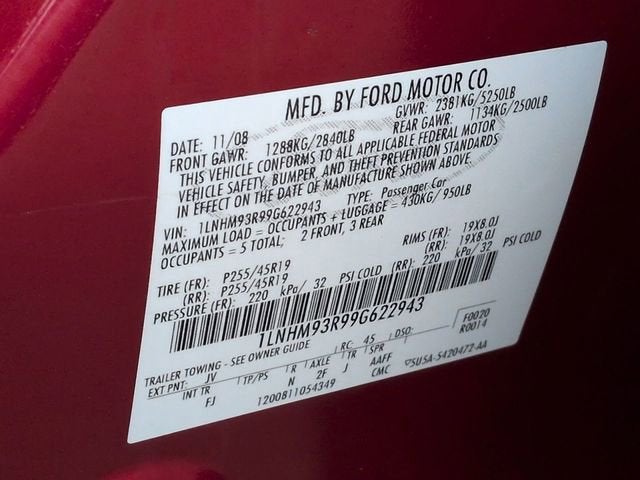 MFD. BY FORD MOTOR CO.
DATE: 11/08 GVWR: 2381KG/5250LB
FRONT GAWR: 1288KG/2840LB REAR GAWR: 1134KG/2500LB
THIS VEHICLE CONFORMS TO ALL APPLICABLE FEDERAL MOTOR
VEHICLE SAFETY, BUMPER, AND THEFT PREVENTION STANDARDS
IN EFFECT ON THE DATE OF MANUFACTURE SHOWN ABOVE.
VIN: 1LNHM93R99G622943 TYPE: Passenger Car
MAXIMUM LOAD = OCCUPANTS + LUGGAGE = 430KG/950LB
OCCUPANTS = 5 TOTAL; 2 FRONT, 3 REAR
TIRE (FR): P255/45R19 RIMS (FR): 19X8.0J
(RR): P255/45R19 (RR): 19X8.0J
PRESSURE (FR): 220 kPa/ 32 PSI COLD (RR): 220 kPa/ 32 PSI COLD
1LNHM93R99G622943
F0020
R0014
TRAILER TOWING - SEE OWNER GUIDE RC: 45 DSO:
EXT PNT: JV TP/PS R AXLE TR SPR
INT TR N 2F J AAFF 5U5A-5420472-AA
FJ 1200811054349 CMC